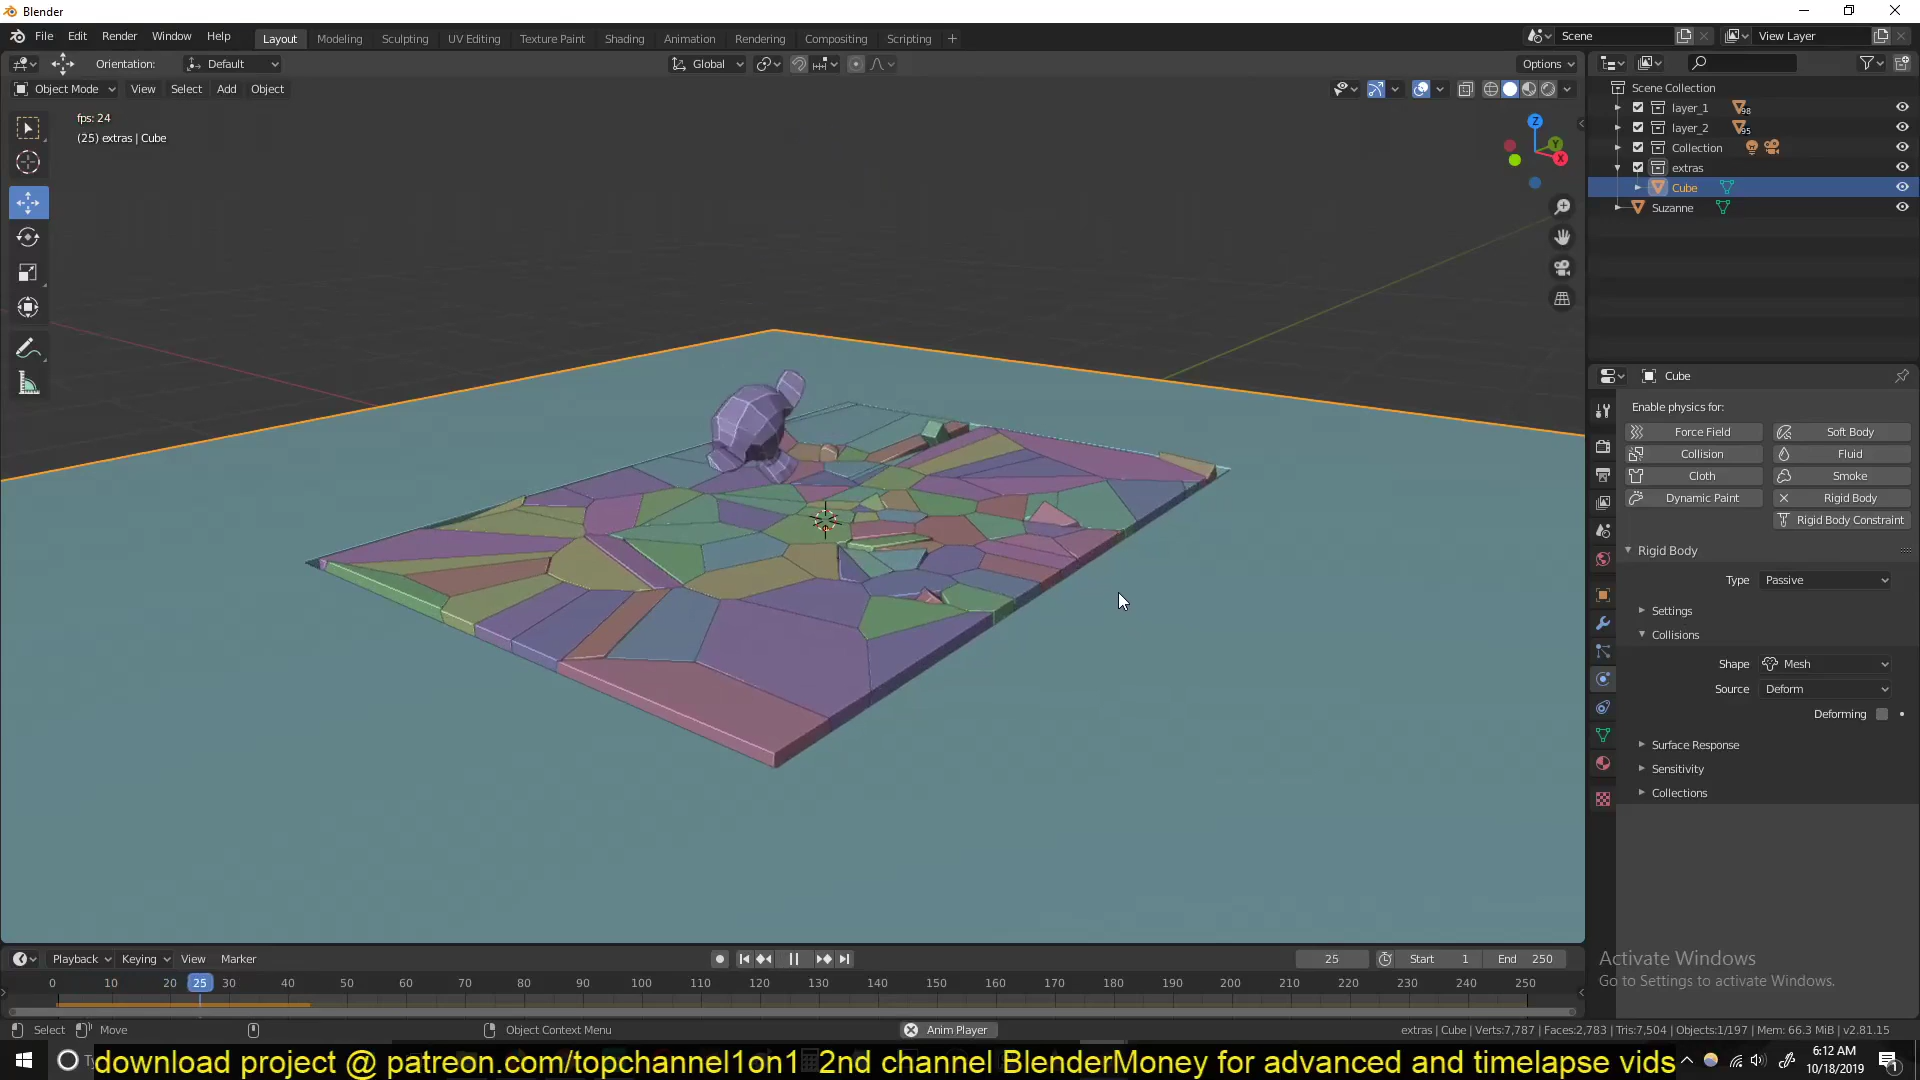 Blender
File Edit Render Window Help
Layout Modeling Sculpting UV Editing Texture Paint Shading Animation Rendering Compositing Scripting +
Scene
View Layer
Orientation: Default
Global
Options
Object Mode View Select Add Object
fps: 24
(25) extras | Cube
Z
Y
X
Scene Collection
layer_1 98
layer_2 95
Collection
extras
Cube
Suzanne
Cube
Enable physics for:
Force Field Soft Body
Collision Fluid
Cloth Smoke
Dynamic Paint Rigid Body
Rigid Body Constraint
Rigid Body
Type Passive
Settings
Collisions
Shape Mesh
Source Deform
Deforming
Surface Response
Sensitivity
Collections
Activate Windows
Go to Settings to activate Windows.
Playback Keying View Marker
25 Start 1 End 250
0 10 20 25 30 40 50 60 70 80 90 100 110 120 130 140 150 160 170 180 190 200 210 220 230 240 250
Select Move Object Context Menu Anim Player
extras | Cube | Verts:7,787 | Faces:2,783 | Tris:7,504 | Objects:1/197 | Mem: 66.3 MiB | v2.81.15
download project @ patreon.com/topchannel1on1 2nd channel BlenderMoney for advanced and timelapse vids
6:12 AM
10/18/2019
1